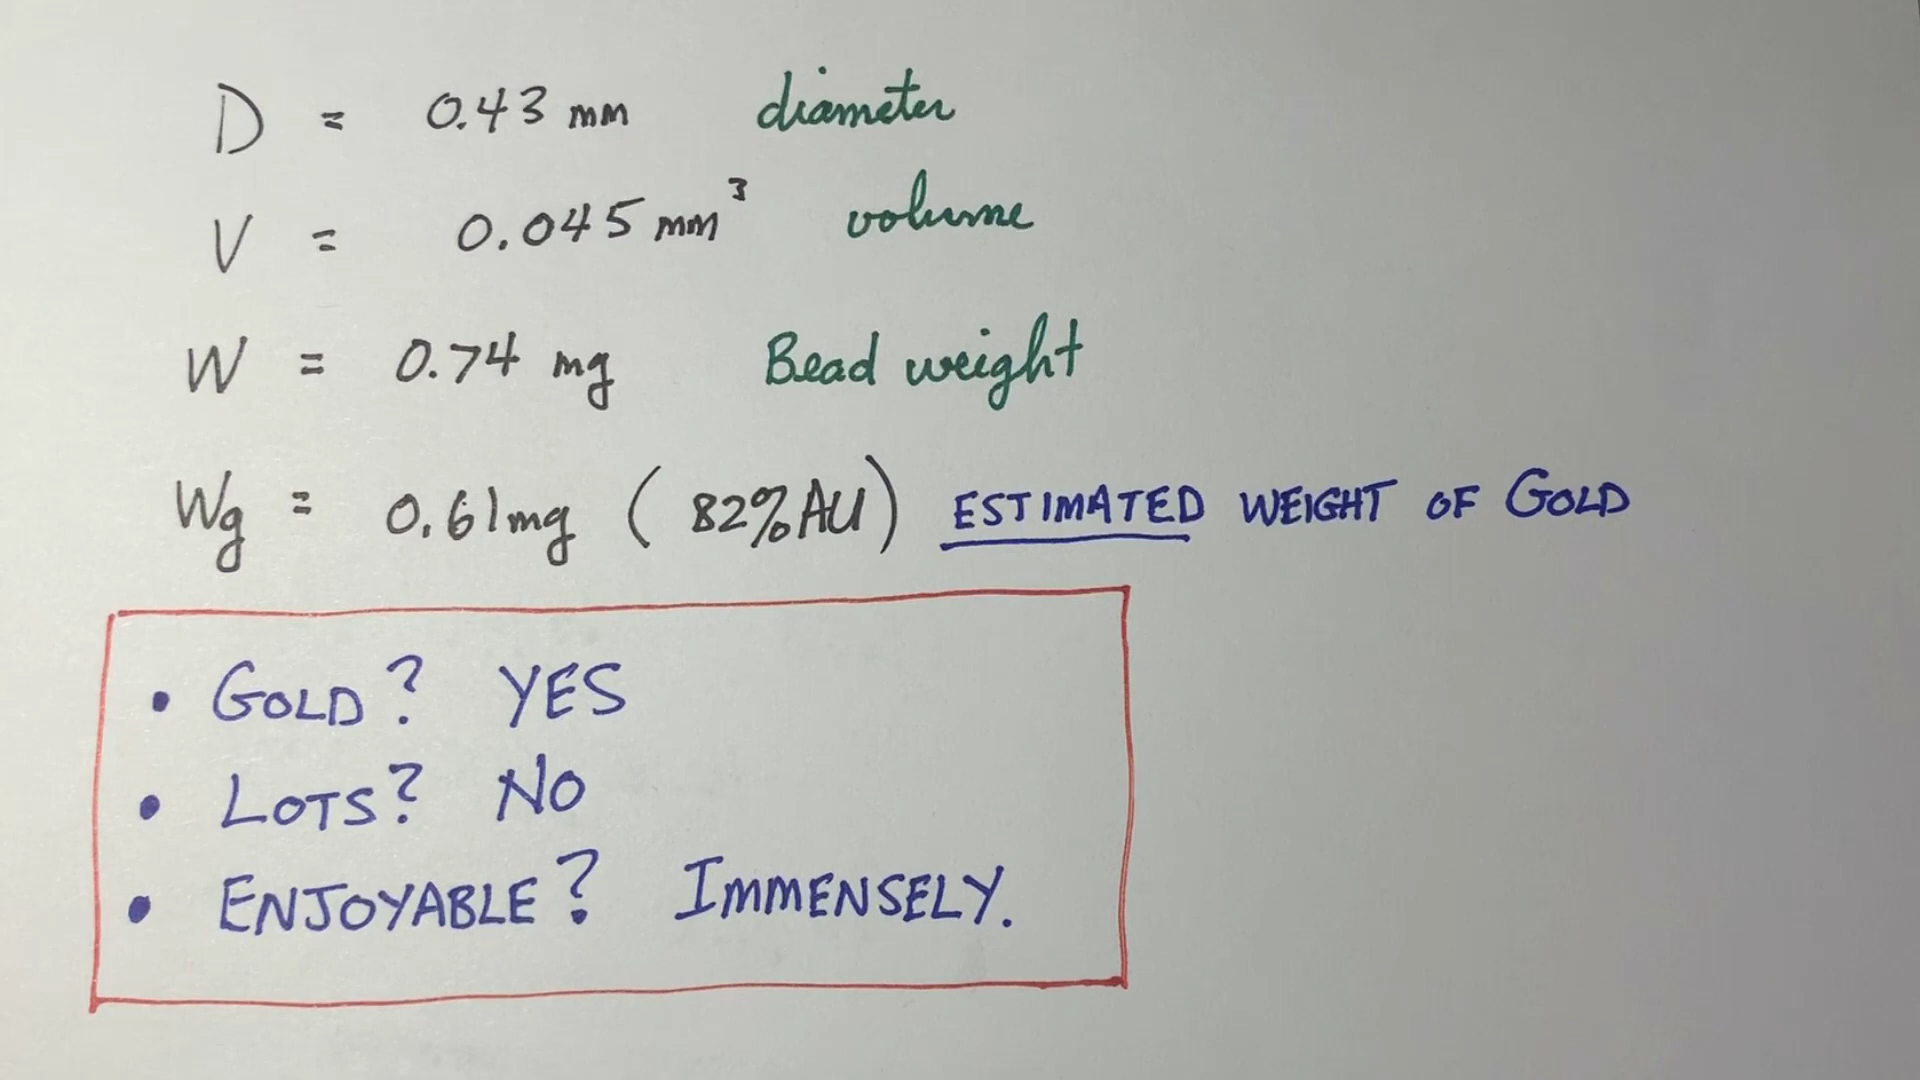 D = 0.43 mm diameter
V = 0.045 mm³ volume
W = 0.74 mg Bead weight
Wg = 0.61mg (82% AU) ESTIMATED WEIGHT OF GOLD
• GOLD? YES
• LOTS? NO
• ENJOYABLE? IMMENSELY.